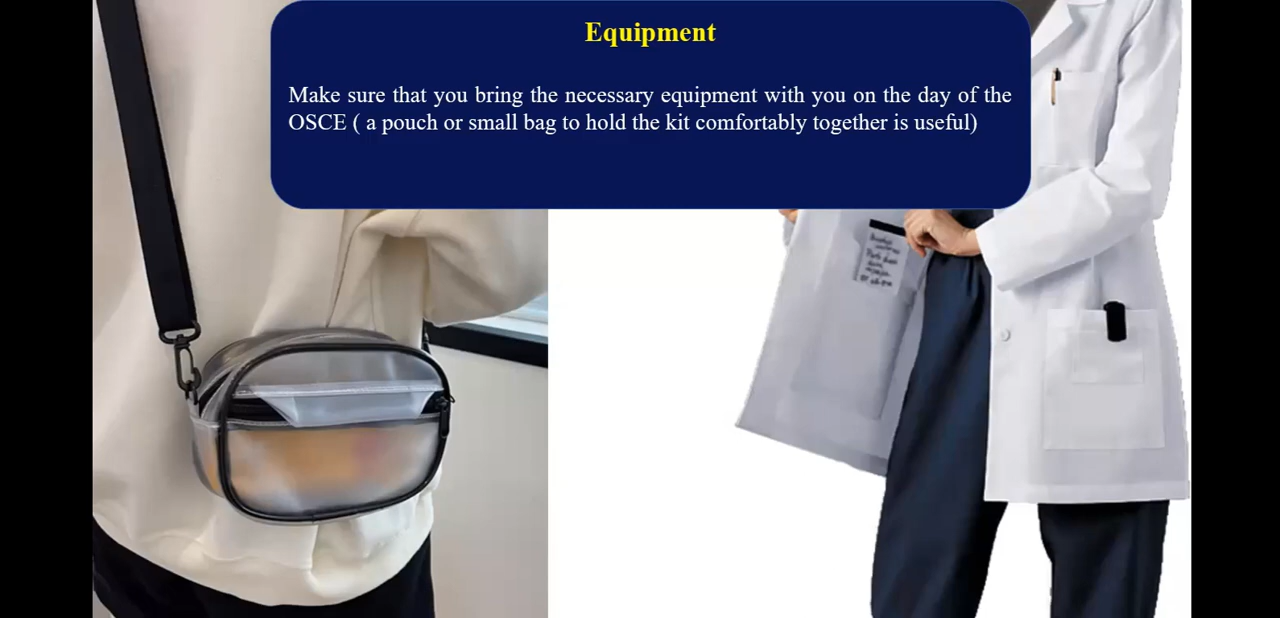 Equipment
Make sure that you bring the necessary equipment with you on the day of the
OSCE ( a pouch or small bag to hold the kit comfortably together is useful)